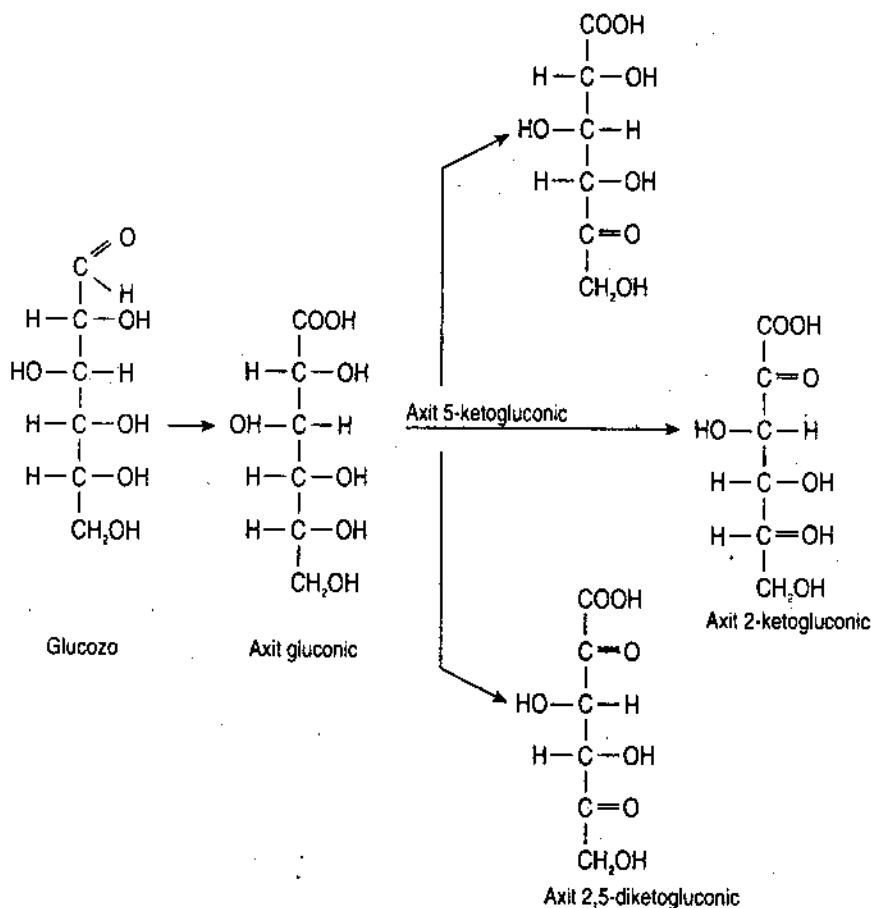 COOH
H—C—OH
HO—C—H
H—C—OH
C=O
CH₂OH
C=O
H
H—C—OH
HO—C—H
H—C—OH
H—C—OH
CH₂OH
Glucozo
COOH
H—C—OH
OH—C—H
H—C—OH
H—C—OH
CH₂OH
Axit gluconic
Axit 5-ketogluconic
COOH
C=O
HO—C—H
H—C—OH
H—C=OH
CH₂OH
Axit 2-ketogluconic
COOH
C—O
HO—C—H
H—C—OH
C=O
CH₂OH
Axit 2,5-diketogluconic